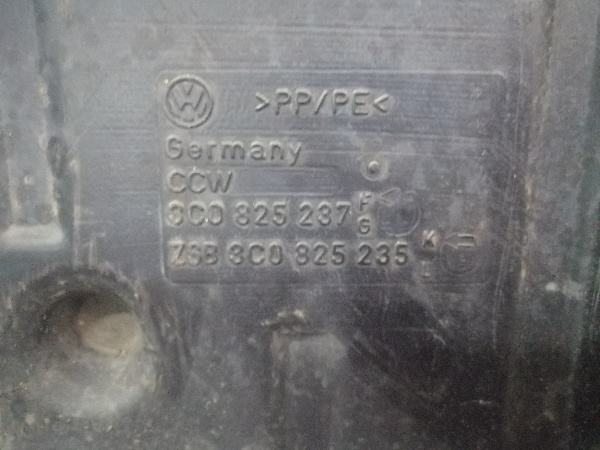 >PP/PE<
Germany
CCW
3C0 825 237 F
G
ZSB 3C0 825 235 K
L